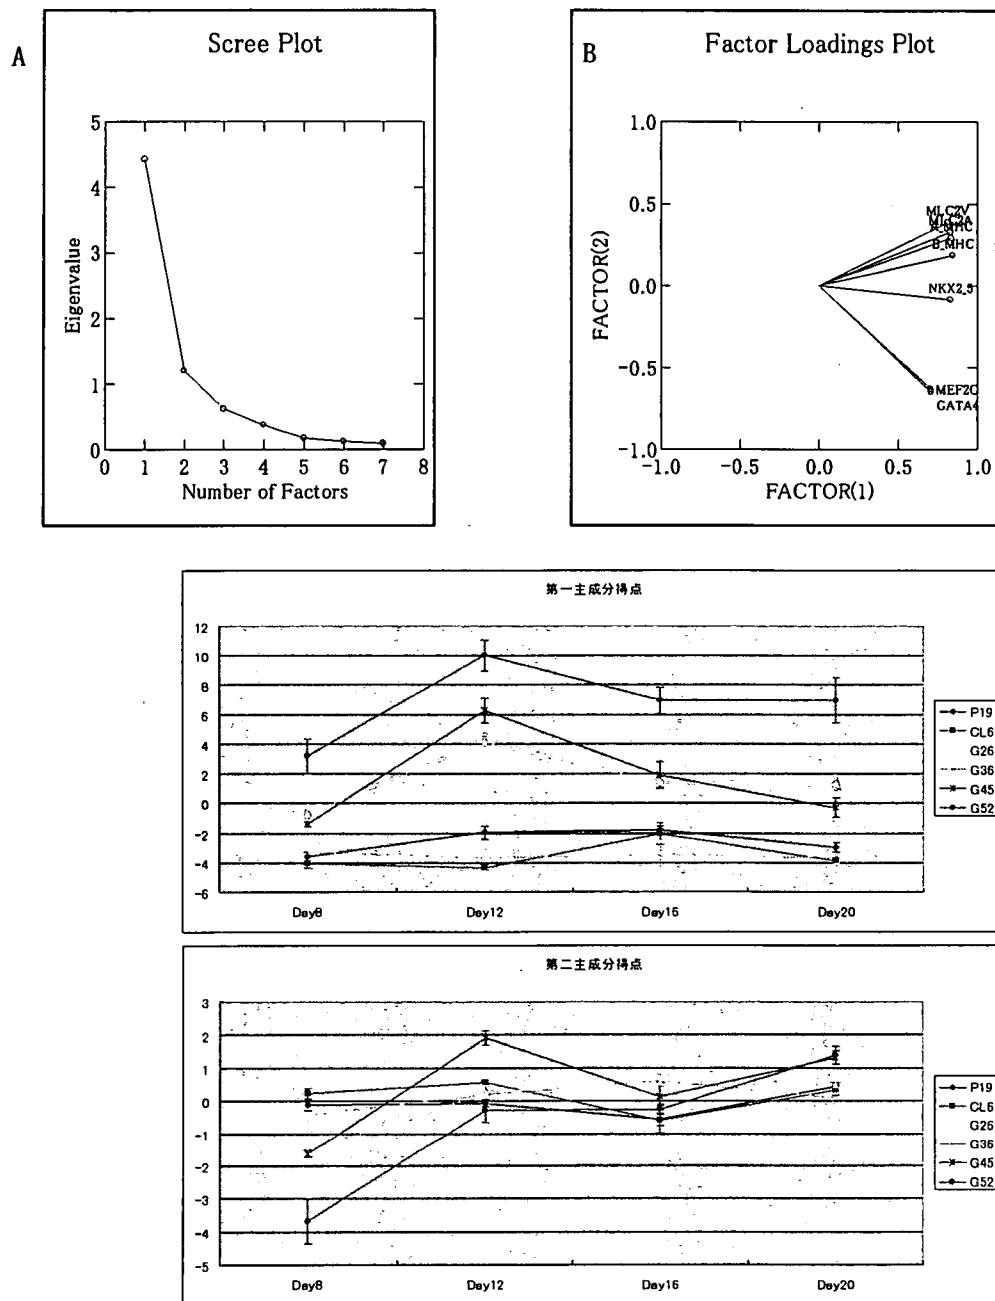 A
Scree Plot
5
4
3
2
1
0
Eigenvalue
0 1 2 3 4 5 6 7 8
Number of Factors
B
Factor Loadings Plot
1.0
0.5
0.0
-0.5
-1.0
FACTOR(2)
MLC2V
MLC2A
A_MHC
B_MHC
NKX2_5
MEF2C
GATA4
-1.0 -0.5 0.0 0.5 1.0
FACTOR(1)
第一主成分得点
12
10
8
6
4
2
0
-2
-4
-6
Day8 Day12 Day16 Day20
P19
CL6
G26
G36
G45
G52
第二主成分得点
3
2
1
0
-1
-2
-3
-4
-5
Day8 Day12 Day16 Day20
P19
CL6
G26
G36
G45
G52